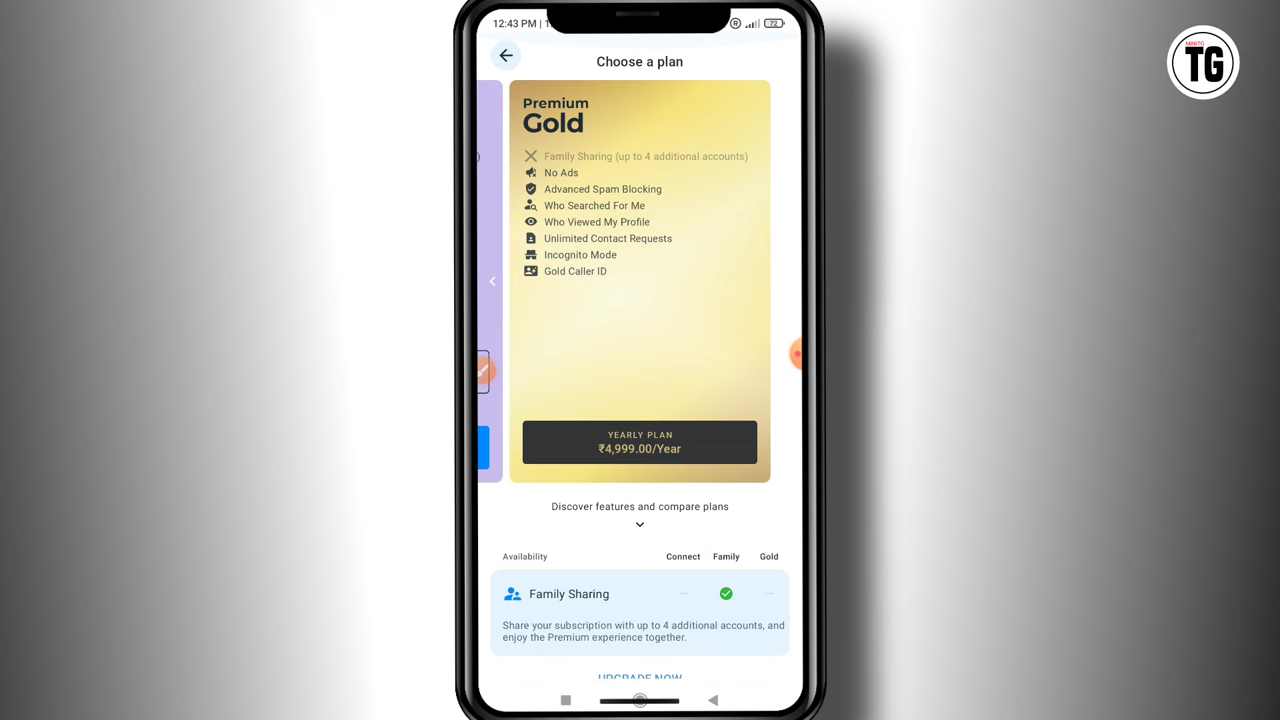 12:43 PM |
72
MINITG
TG
Choose a plan
Premium
Gold
Family Sharing (up to 4 additional accounts)
No Ads
Advanced Spam Blocking
Who Searched For Me
Who Viewed My Profile
Unlimited Contact Requests
Incognito Mode
Gold Caller ID
YEARLY PLAN
₹4,999.00/Year
Discover features and compare plans
Availability Connect Family Gold
Family Sharing
Share your subscription with up to 4 additional accounts, and
enjoy the Premium experience together.
UPGRADE NOW